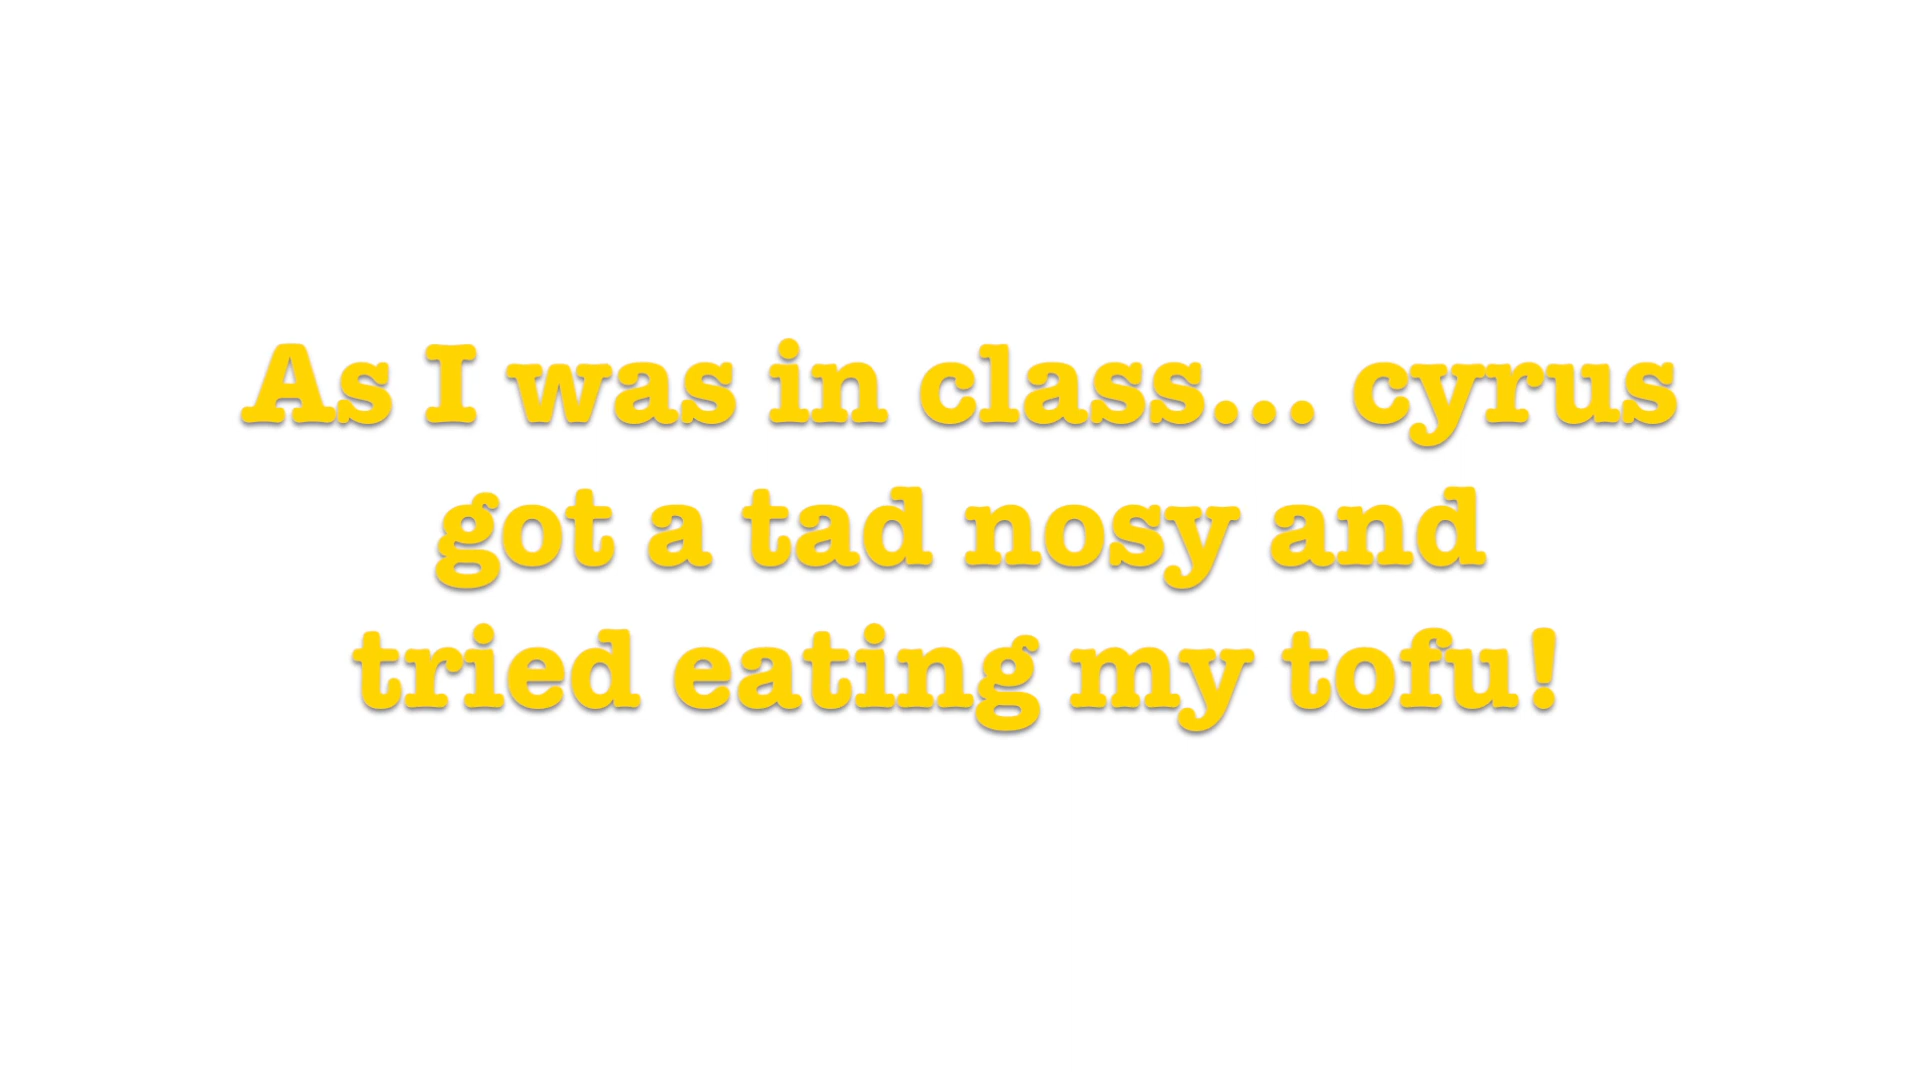 As I was in class... cyrus
got a tad nosy and
tried eating my tofu!